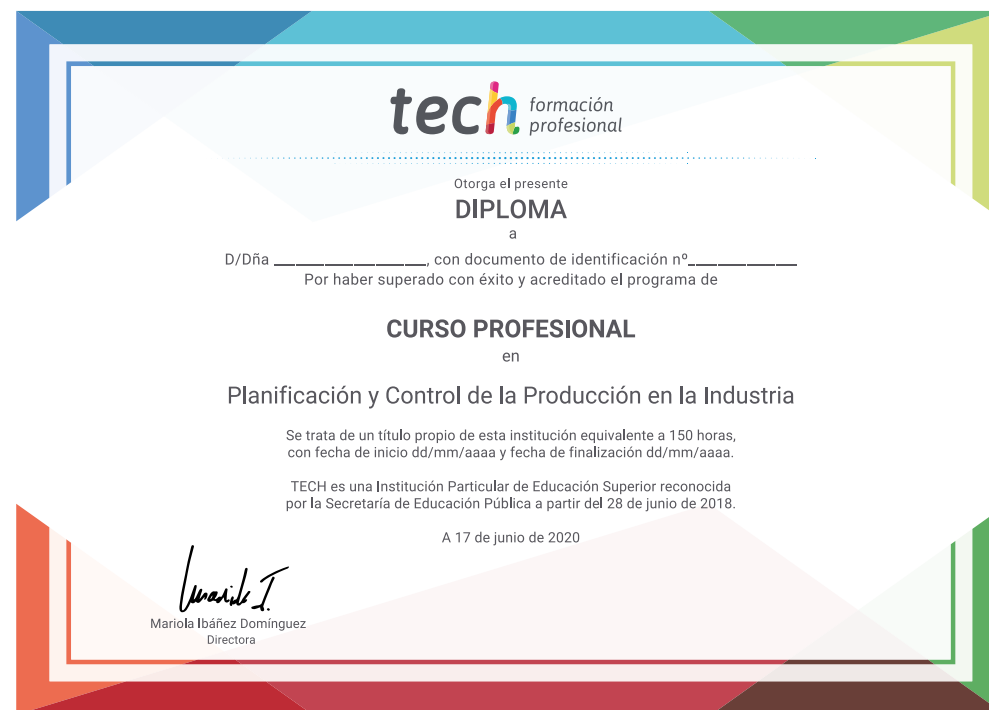 tech formación
profesional
Otorga el presente
DIPLOMA
a
D/Dña ______________, con documento de identificación nº__________
Por haber superado con éxito y acreditado el programa de
CURSO PROFESIONAL
en
Planificación y Control de la Producción en la Industria
Se trata de un título propio de esta institución equivalente a 150 horas,
con fecha de inicio dd/mm/aaaa y fecha de finalización dd/mm/aaaa.
TECH es una Institución Particular de Educación Superior reconocida
por la Secretaría de Educación Pública a partir del 28 de junio de 2018.
A 17 de junio de 2020
Mariola Ibáñez Domínguez
Directora